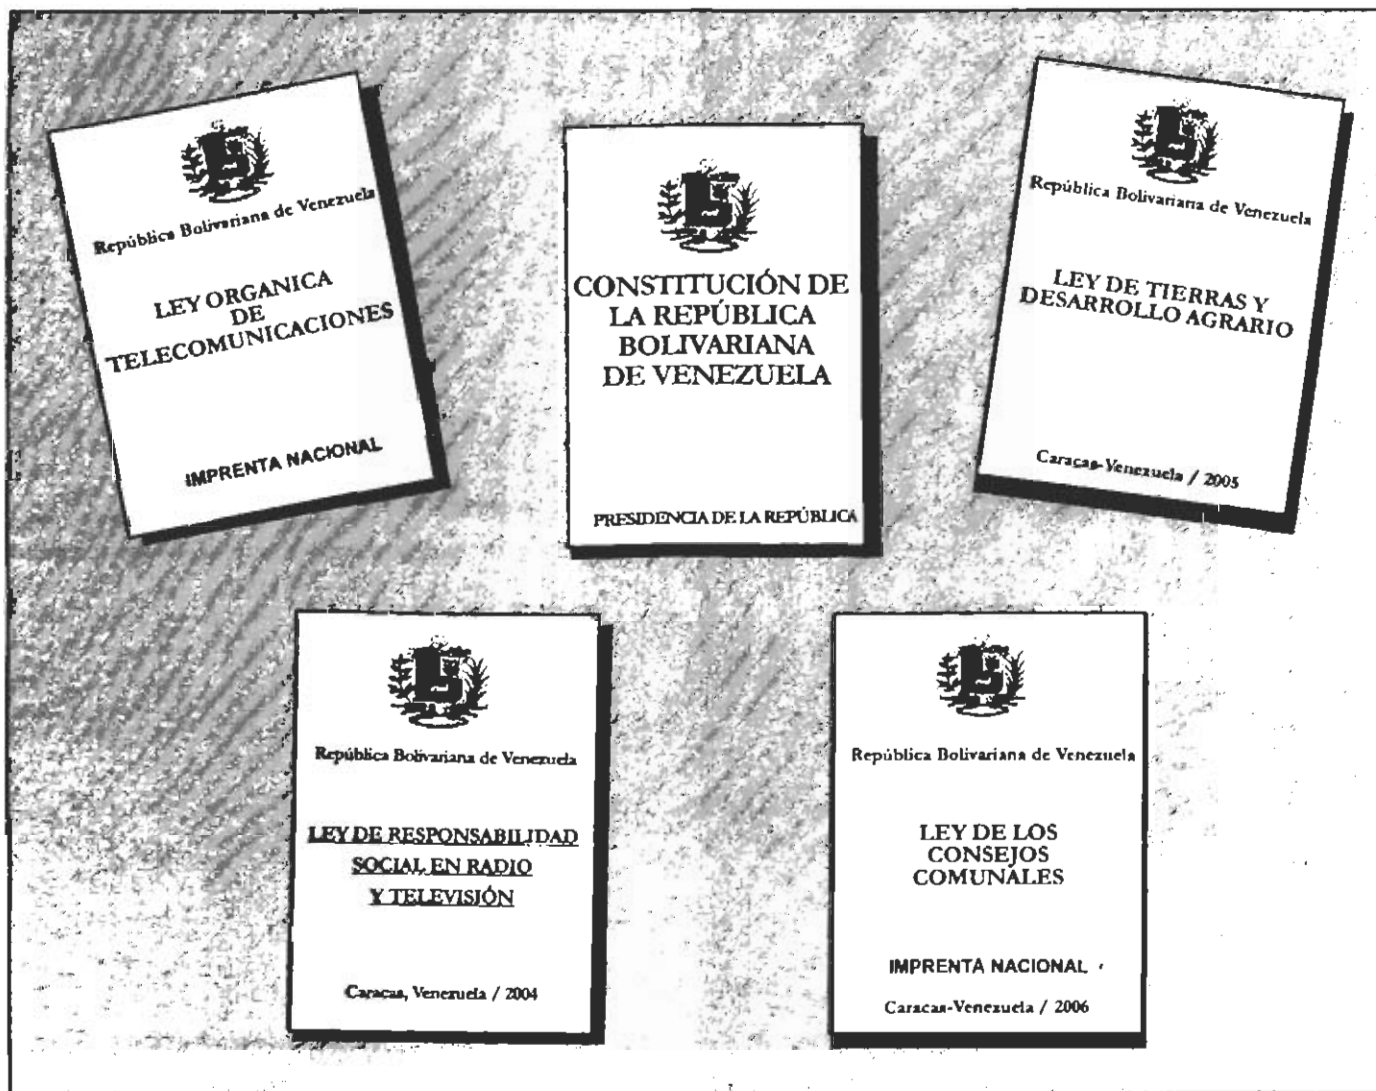 República Bolivariana de Venezuela
LEY ORGANICA
DE
TELECOMUNICACIONES
IMPRENTA NACIONAL
CONSTITUCIÓN DE
LA REPÚBLICA
BOLIVARIANA
DE VENEZUELA
PRESIDENCIA DE LA REPÚBLICA
República Bolivariana de Venezuela
LEY DE TIERRAS Y
DESARROLLO AGRARIO
Caracas-Venezuela / 2005
República Bolivariana de Venezuela
LEY DE RESPONSABILIDAD
SOCIAL EN RADIO
Y TELEVISIÓN
Caracas, Venezuela / 2004
República Bolivariana de Venezuela
LEY DE LOS
CONSEJOS
COMUNALES
IMPRENTA NACIONAL
Caracas-Venezuela / 2006